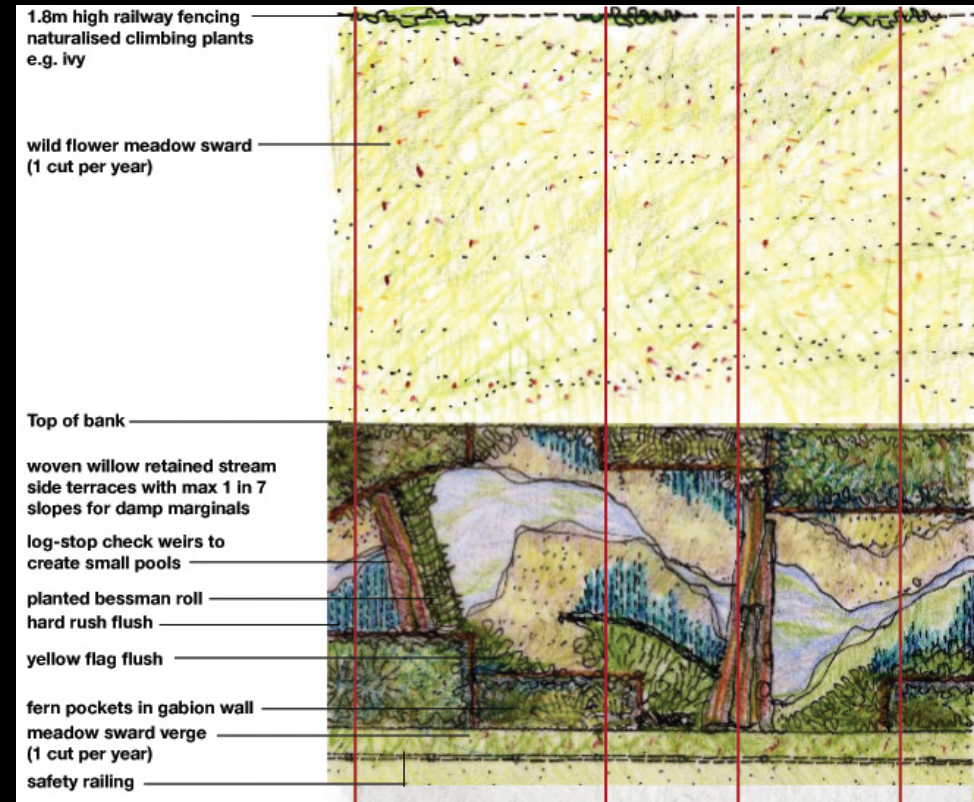 1.8m high railway fencing
naturalised climbing plants
e.g. ivy
wild flower meadow sward
(1 cut per year)
Top of bank
woven willow retained stream
side terraces with max 1 in 7
slopes for damp marginals
log-stop check weirs to
create small pools
planted bessman roll
hard rush flush
yellow flag flush
fern pockets in gabion wall
meadow sward verge
(1 cut per year)
safety railing